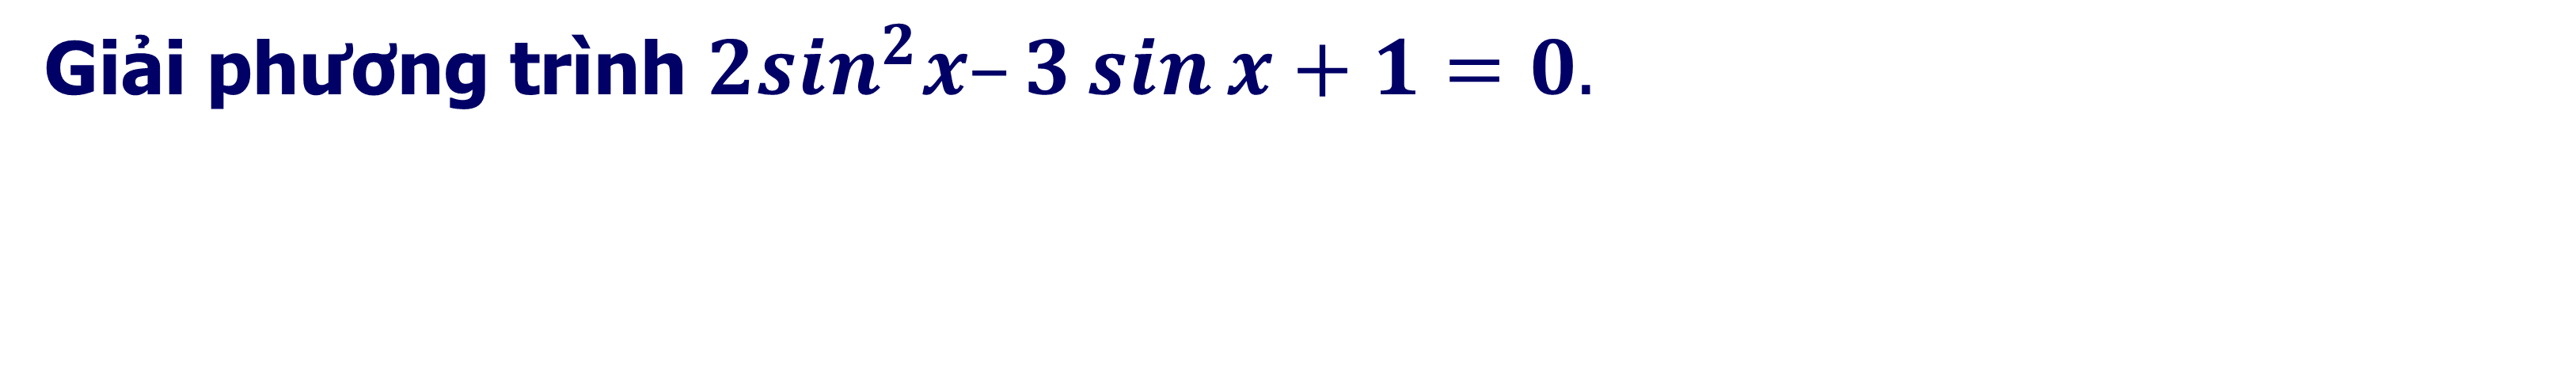 Giải phương trình 2sin²x– 3 sin x + 1 = 0.